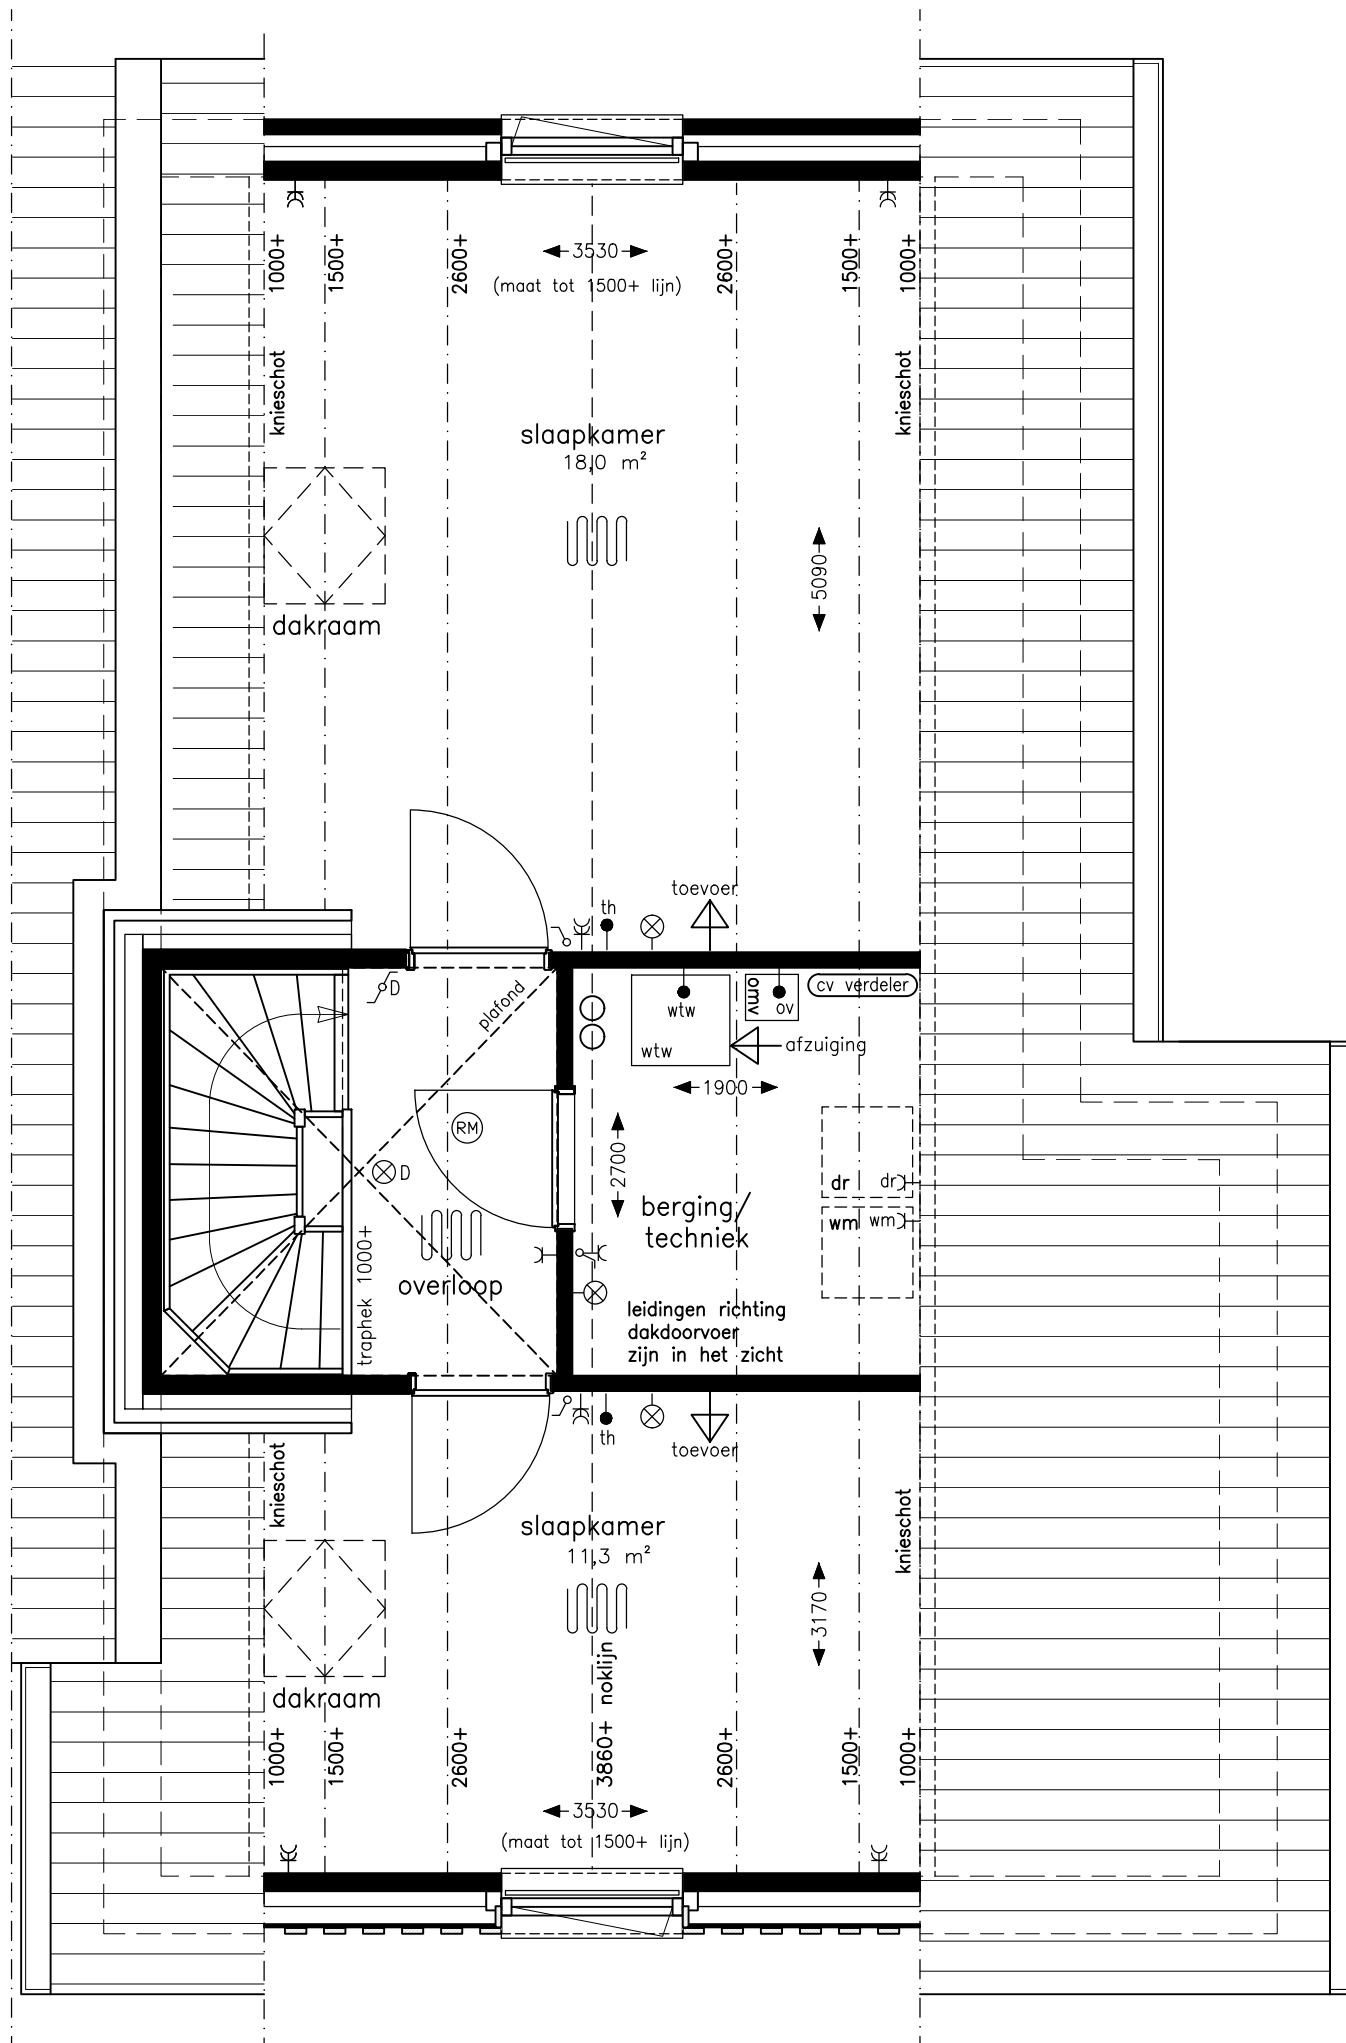 1000+
1500+
2600+
3530
2600+
1500+
1000+
(maat tot 1500+ lijn)
knieschot
knieschot
slaapkamer
18,0 m²
5090
dakraam
toevoer
th
D
plafond
wtw
wtw
omv
ov
cv verdeler
afzuiging
1900
RM
D
2700
dr
dr
wm
wm
berging/
techniek
traphek 1000+
overloop
leidingen richting
dakdoorvoer
zijn in het zicht
th
toevoer
knieschot
knieschot
slaapkamer
11,3 m²
3170
noklijn
dakraam
1000+
1500+
2600+
3860+
2600+
1500+
1000+
3530
(maat tot 1500+ lijn)